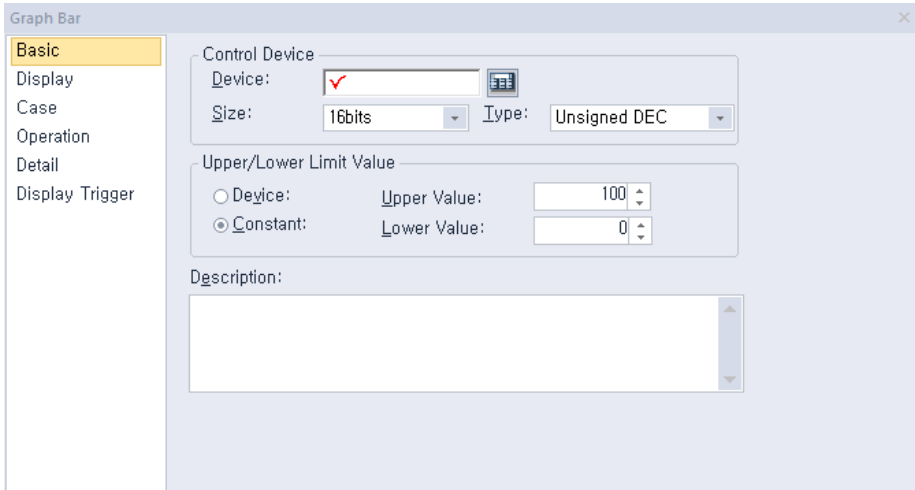 Graph Bar
Basic
Display
Case
Operation
Detail
Display Trigger
Control Device
Device:
Size: 16bits Type: Unsigned DEC
Upper/Lower Limit Value
Device: Upper Value: 100
Constant: Lower Value: 0
Description: